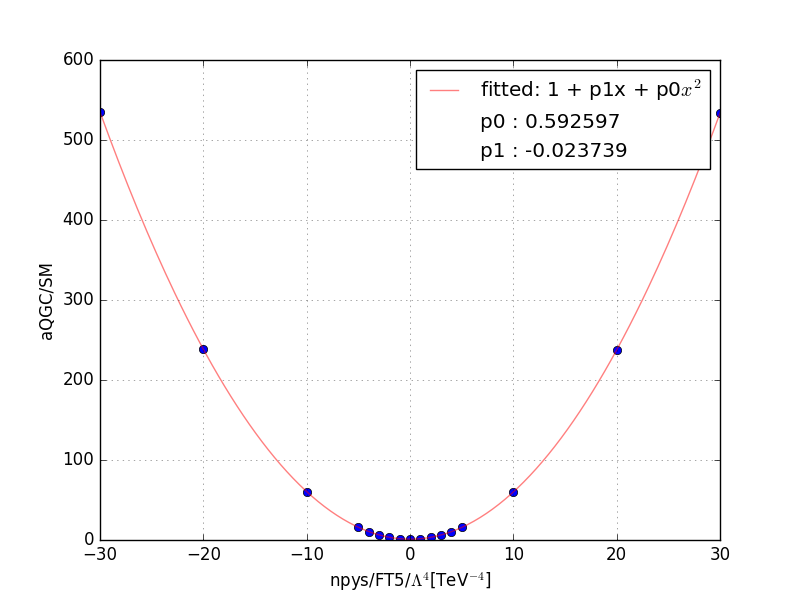 600
500
400
300
200
100
0
−30
−20
−10
0
10
20
30
aQGC/SM
npys/FT5/Λ⁴[TeV⁻⁴]
fitted: 1 + p1x + p0x²
p0 : 0.592597
p1 : -0.023739